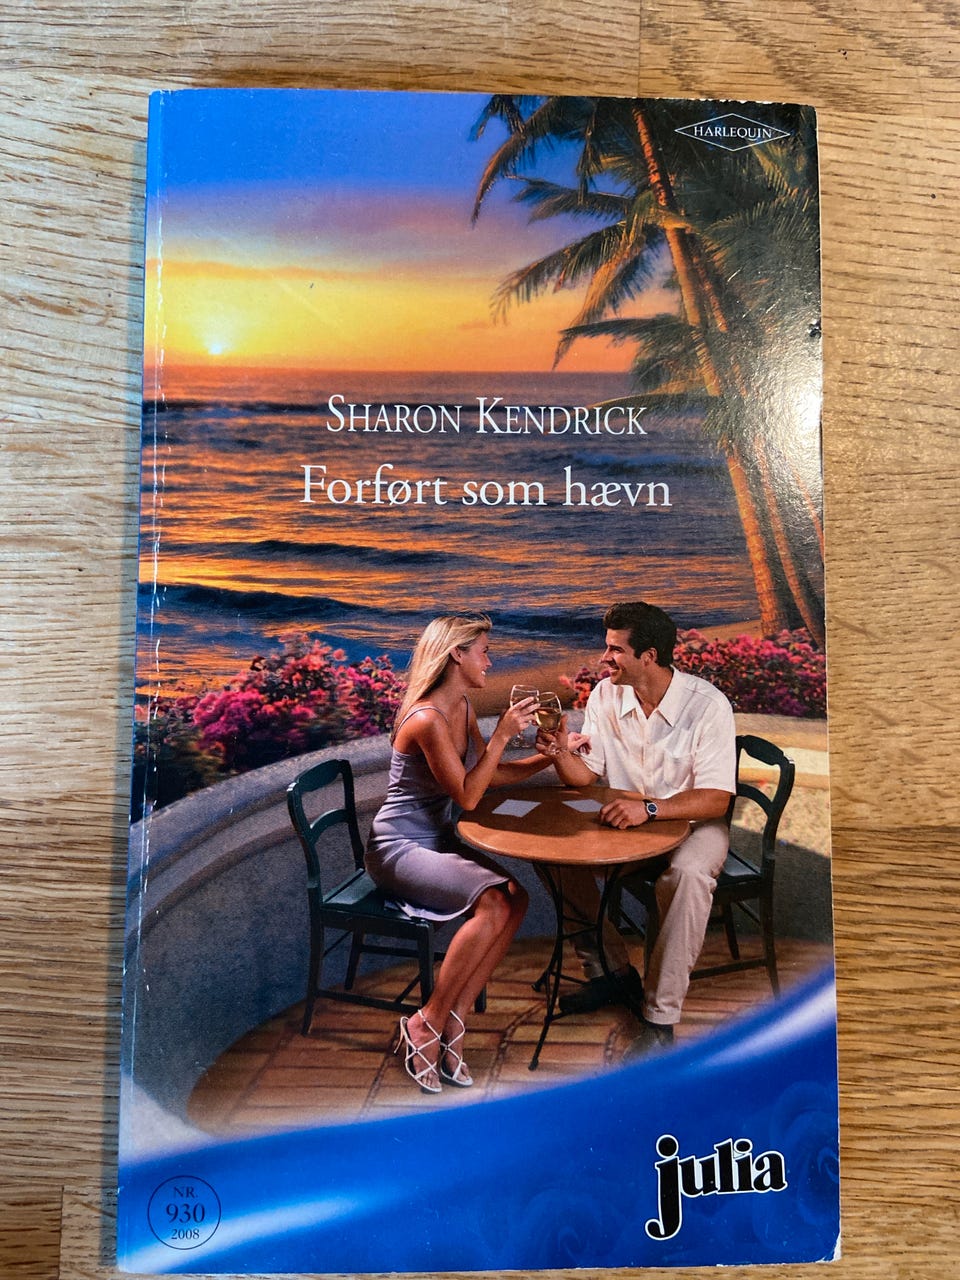 HARLEQUIN
SHARON KENDRICK
Forført som hævn
julia
NR.
930
2008